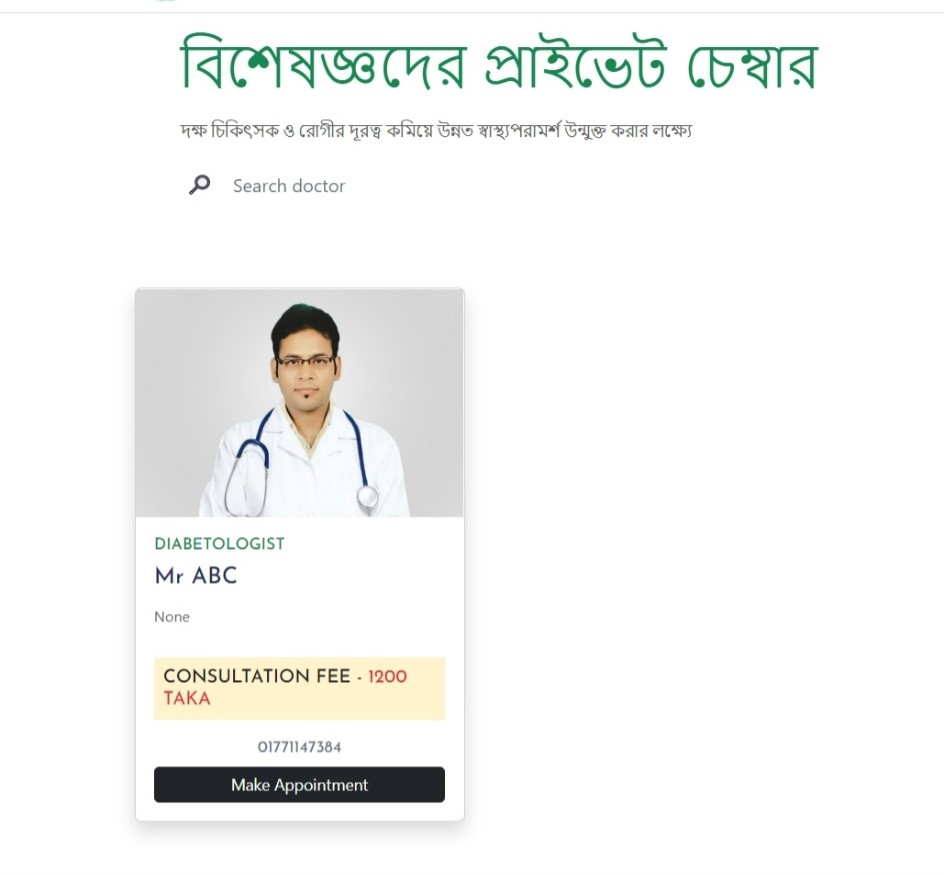 বিশেষজ্ঞদের প্রাইভেট চেম্বার
দক্ষ চিকিৎসক ও রোগীর দূরত্ব কমিয়ে উন্নত স্বাস্থ্যপরামর্শ উন্মুক্ত করার লক্ষ্যে
Search doctor
DIABETOLOGIST
Mr ABC
None
CONSULTATION FEE - 1200
TAKA
01771147384
Make Appointment